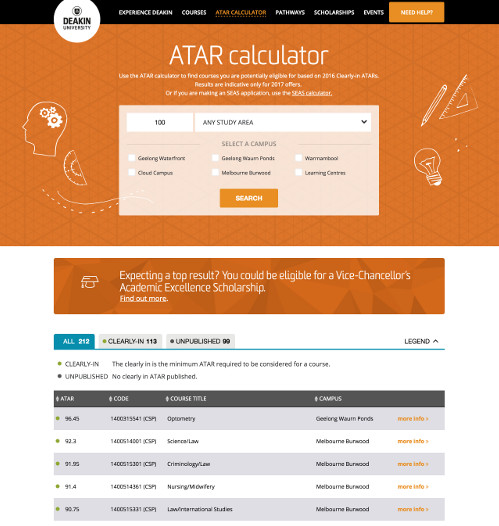 DEAKIN
UNIVERSITY
EXPERIENCE DEAKIN COURSES ATAR CALCULATOR PATHWAYS SCHOLARSHIPS EVENTS NEED HELP?
ATAR calculator
Use the ATAR calculator to find courses you are potentially eligible for based on 2016 Clearly-in ATARs.
Results are indicative only for 2017 offers.
Or if you are making an SEAS application, use the SEAS calculator.
100 ANY STUDY AREA
SELECT A CAMPUS
Geelong Waterfront Geelong Waurn Ponds Warrnambool
Cloud Campus Melbourne Burwood Learning Centres
SEARCH
Expecting a top result? You could be eligible for a Vice-Chancellor's
Academic Excellence Scholarship.
Find out more.
ALL 212 CLEARLY-IN 113 UNPUBLISHED 99 LEGEND
CLEARLY-IN The clearly in is the minimum ATAR required to be considered for a course.
UNPUBLISHED No clearly in ATAR published.
ATAR CODE COURSE TITLE CAMPUS
96.45 1400315541 (CSP) Optometry Geelong Waurn Ponds more info >
92.3 1400514001 (CSP) Science/Law Melbourne Burwood more info >
91.95 1400515301 (CSP) Criminology/Law Melbourne Burwood more info >
91.4 1400514361 (CSP) Nursing/Midwifery Melbourne Burwood more info >
90.75 1400515331 (CSP) Law/International Studies Melbourne Burwood more info >